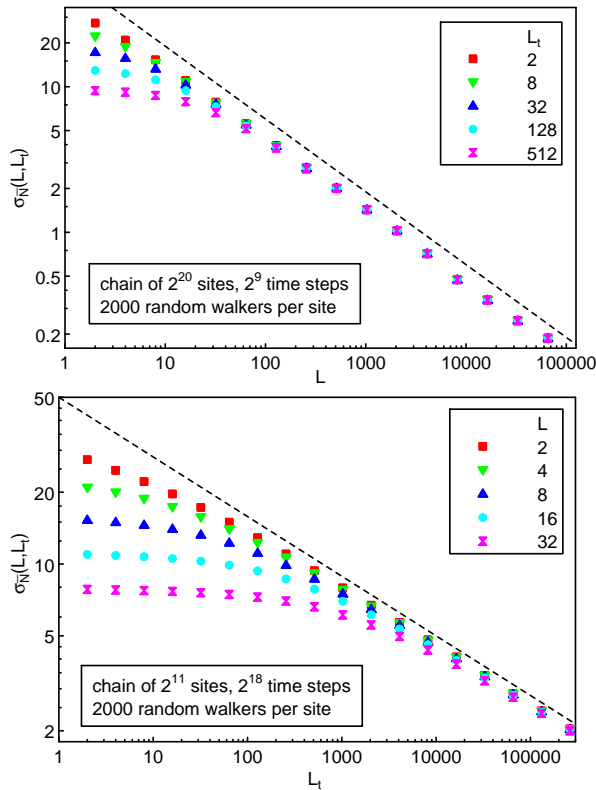 20
10
5
2
1
0.5
0.2
σ_N̄(L,L_t)
L_t
2
8
32
128
512
chain of 2^20 sites, 2^9 time steps
2000 random walkers per site
1 10 100 1000 10000 100000
L
50
20
10
5
2
σ_N̄(L,L_t)
L
2
4
8
16
32
chain of 2^11 sites, 2^18 time steps
2000 random walkers per site
1 10 100 1000 10000 100000
L_t